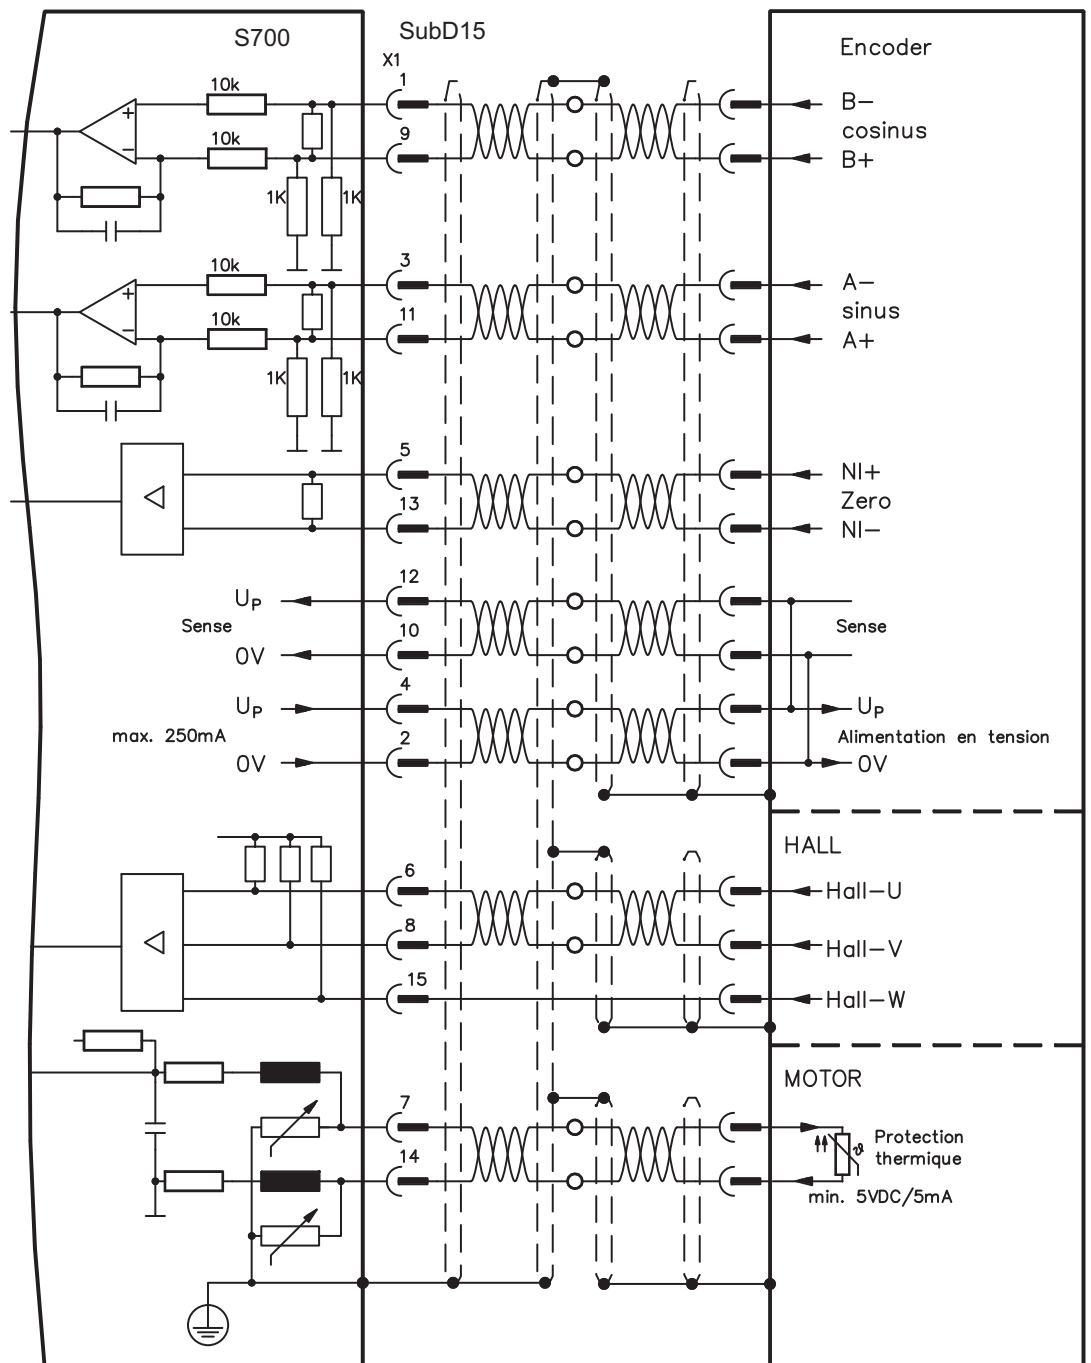 S700
SubD15
Encoder
X1
1
10k
B-
cosinus
9
10k
B+
1K
1K
3
10k
A-
sinus
11
10k
A+
1K
1K
5
NI+
Zero
13
NI-
12
UP
Sense
Sense
10
0V
4
UP
UP
max. 250mA
Alimentation en tension
2
0V
0V
HALL
6
Hall-U
8
Hall-V
15
Hall-W
MOTOR
7
Protection
thermique
14
min. 5VDC/5mA
ϑ